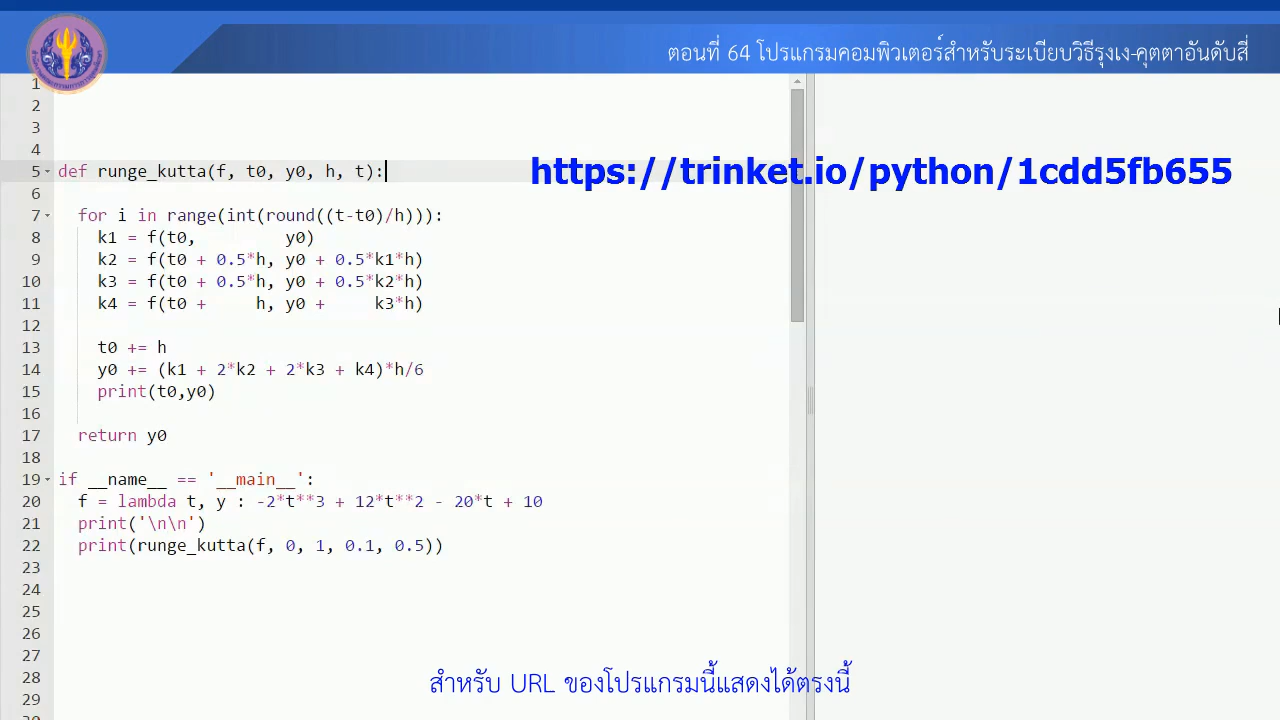 ตอนที่ 64 โปรแกรมคอมพิวเตอร์สำหรับระเบียบวิธีรุงเง-คุตตาอันดับสี่
1
2
3
4
5 def runge_kutta(f, t0, y0, h, t):
https://trinket.io/python/1cdd5fb655
6
7 for i in range(int(round((t-t0)/h))):
8 k1 = f(t0, y0)
9 k2 = f(t0 + 0.5*h, y0 + 0.5*k1*h)
10 k3 = f(t0 + 0.5*h, y0 + 0.5*k2*h)
11 k4 = f(t0 + h, y0 + k3*h)
12
13 t0 += h
14 y0 += (k1 + 2*k2 + 2*k3 + k4)*h/6
15 print(t0,y0)
16
17 return y0
18
19 if __name__ == '__main__':
20 f = lambda t, y : -2*t**3 + 12*t**2 - 20*t + 10
21 print('\n\n')
22 print(runge_kutta(f, 0, 1, 0.1, 0.5))
23
24
25
26
27
28
29
สำหรับ URL ของโปรแกรมนี้แสดงได้ตรงนี้